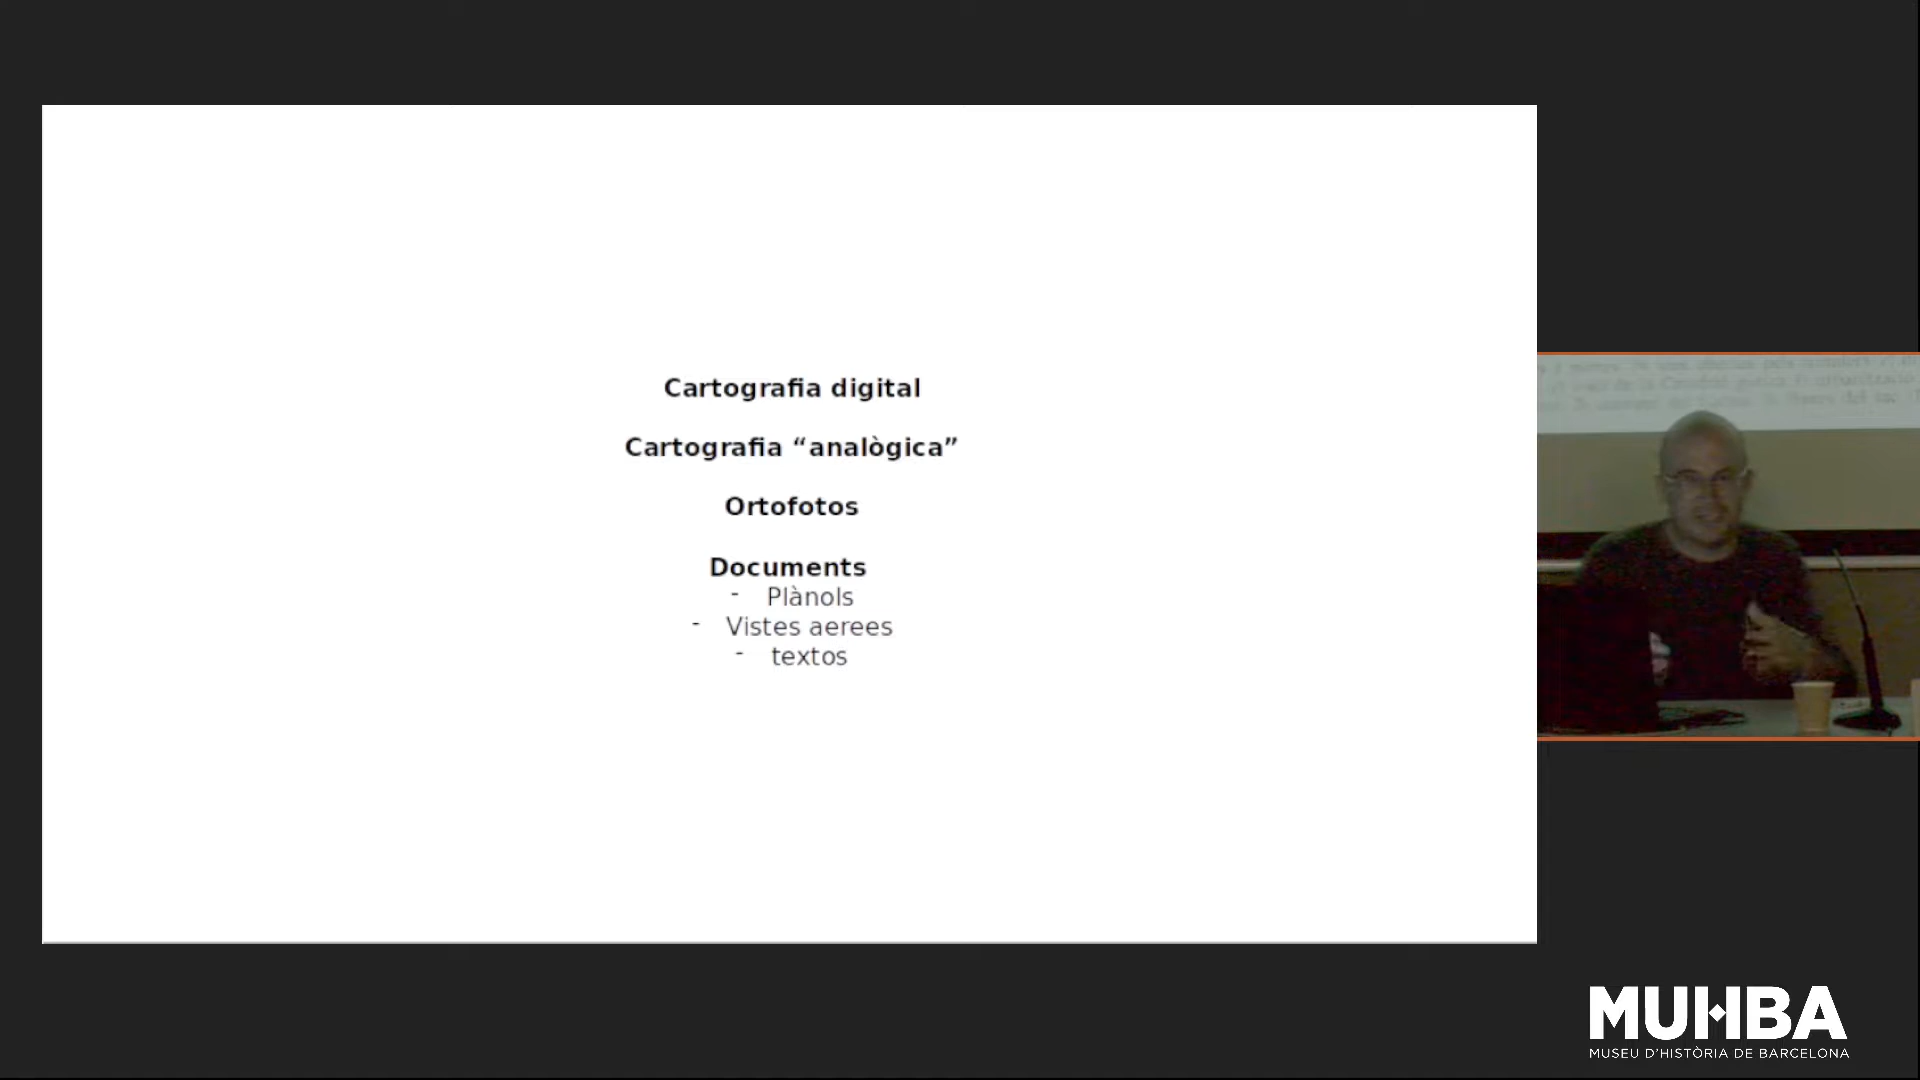 Cartografia digital
Cartografia “analògica”
Ortofotos
Documents
- Plànols
- Vistes aerees
- textos
MUHBA
MUSEU D'HISTÒRIA DE BARCELONA